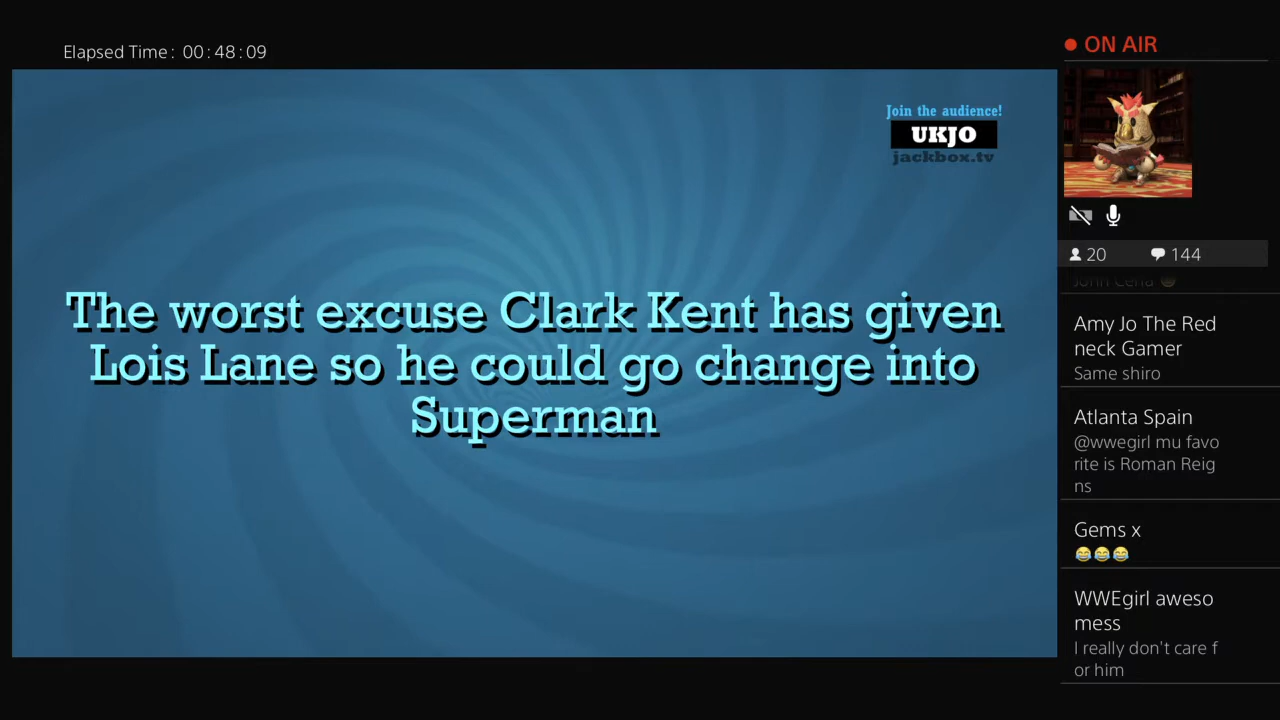 Elapsed Time: 00:48:09
ON AIR
Join the audience!
UKJO
jackbox.tv
20 144
John Cena
The worst excuse Clark Kent has given
Lois Lane so he could go change into
Superman
Amy Jo The Red
neck Gamer
Same shiro
Atlanta Spain
@wwegirl mu favo
rite is Roman Reig
ns
Gems x
😂😂😂
WWEgirl aweso
mess
I really don't care f
or him